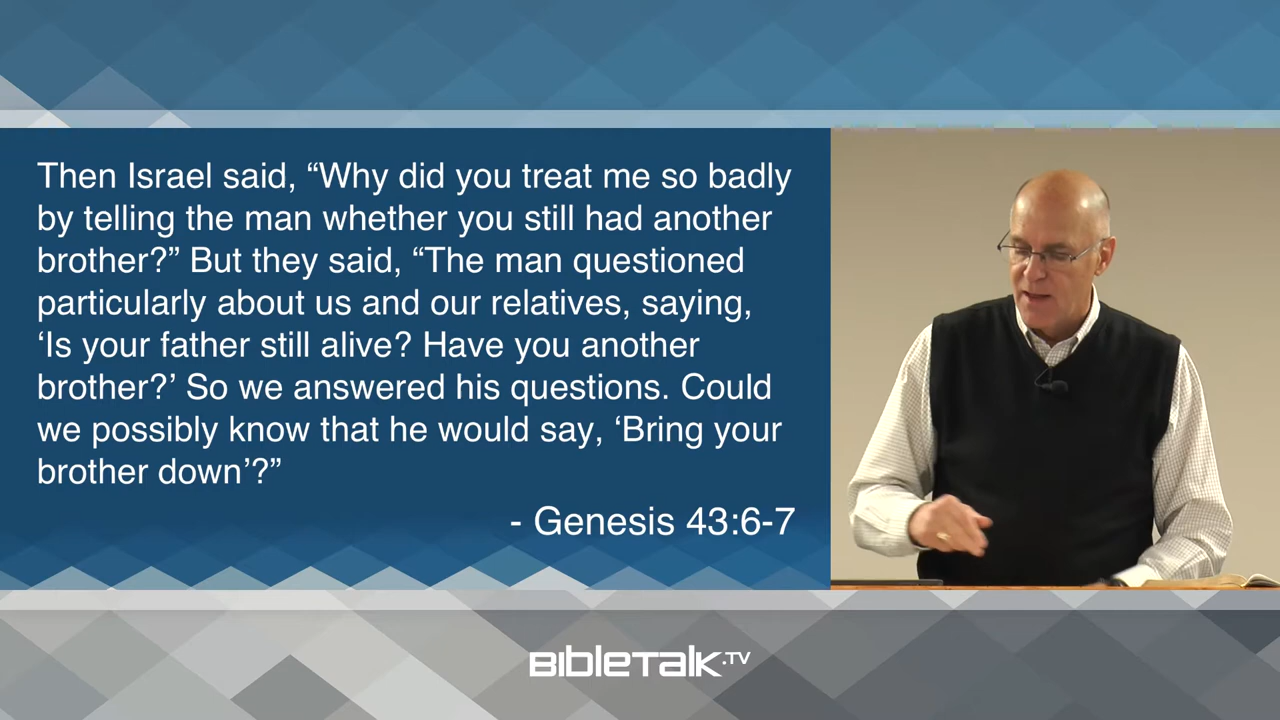 Then Israel said, “Why did you treat me so badly
by telling the man whether you still had another
brother?” But they said, “The man questioned
particularly about us and our relatives, saying,
‘Is your father still alive? Have you another
brother?’ So we answered his questions. Could
we possibly know that he would say, ‘Bring your
brother down’?”
- Genesis 43:6-7
BIBLETALK.TV